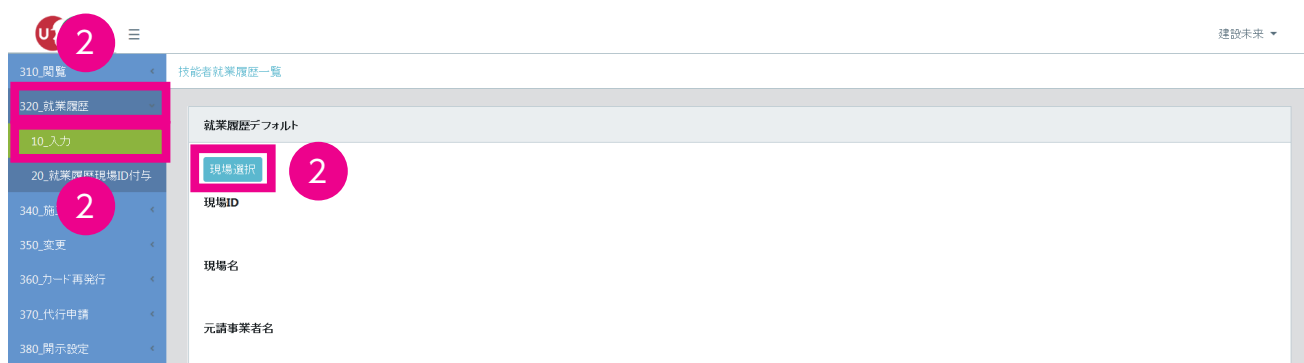 2
建設未来
310_閲覧
技能者就業履歴一覧
320_就業履歴
就業履歴デフォルト
10_入力
現場選択
2
20_就業履歴現場ID付与
現場ID
340_施
2
350_変更
現場名
360_カード再発行
370_代行申請
元請事業者名
380_開示設定